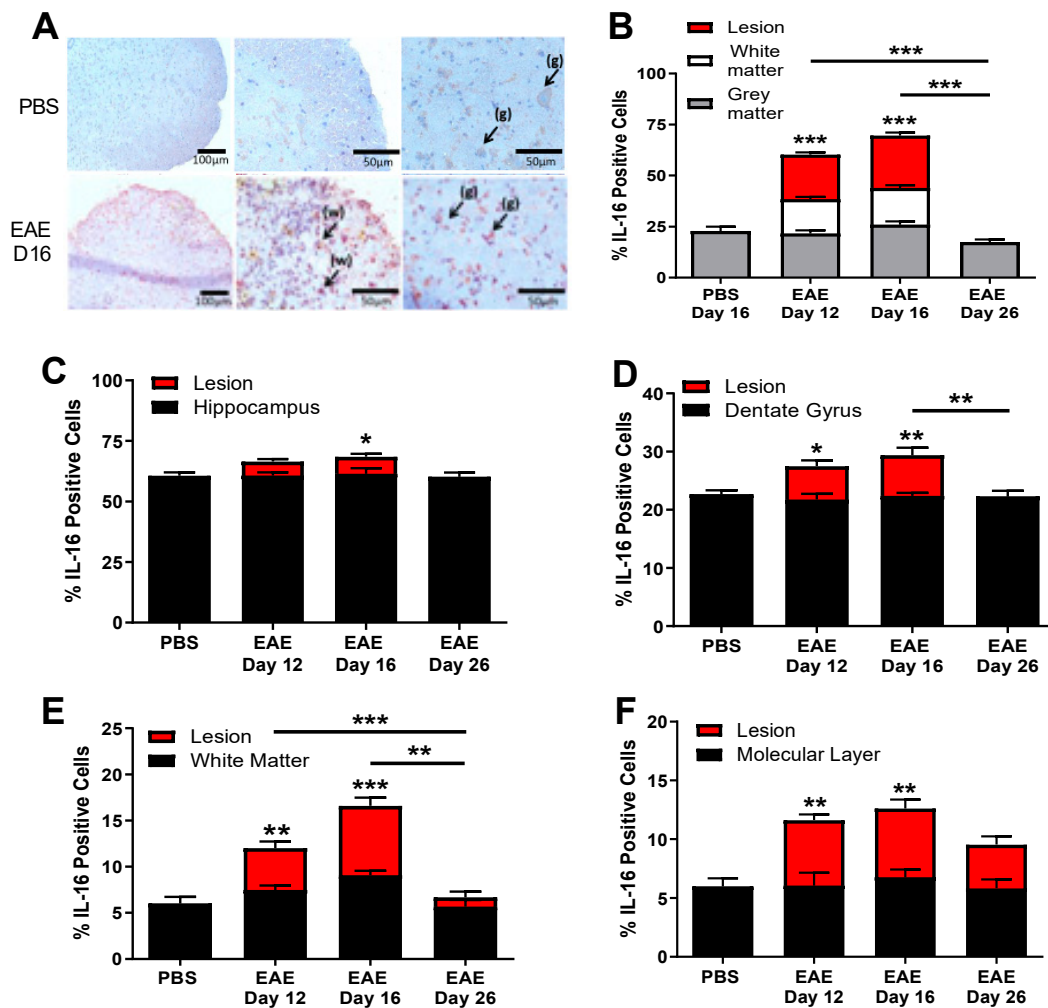 A
PBS
(g)
(g)
100µm
50µm
50µm
EAE
D16
(w)
(w)
(g)
(g)
100µm
50µm
50µm
B
Lesion
White
matter
Grey
matter
% IL-16 Positive Cells
100
75
50
25
0
***
***
***
***
PBS
Day 16
EAE
Day 12
EAE
Day 16
EAE
Day 26
C
Lesion
Hippocampus
% IL-16 Positive Cells
100
75
50
25
0
*
PBS
EAE
Day 12
EAE
Day 16
EAE
Day 26
D
Lesion
Dentate Gyrus
% IL-16 Positive Cells
40
30
20
10
0
*
**
**
PBS
EAE
Day 12
EAE
Day 16
EAE
Day 26
E
Lesion
White Matter
% IL-16 Positive Cells
25
20
15
10
5
0
***
**
**
***
PBS
EAE
Day 12
EAE
Day 16
EAE
Day 26
F
Lesion
Molecular Layer
% IL-16 Positive Cells
20
15
10
5
0
**
**
PBS
EAE
Day 12
EAE
Day 16
EAE
Day 26